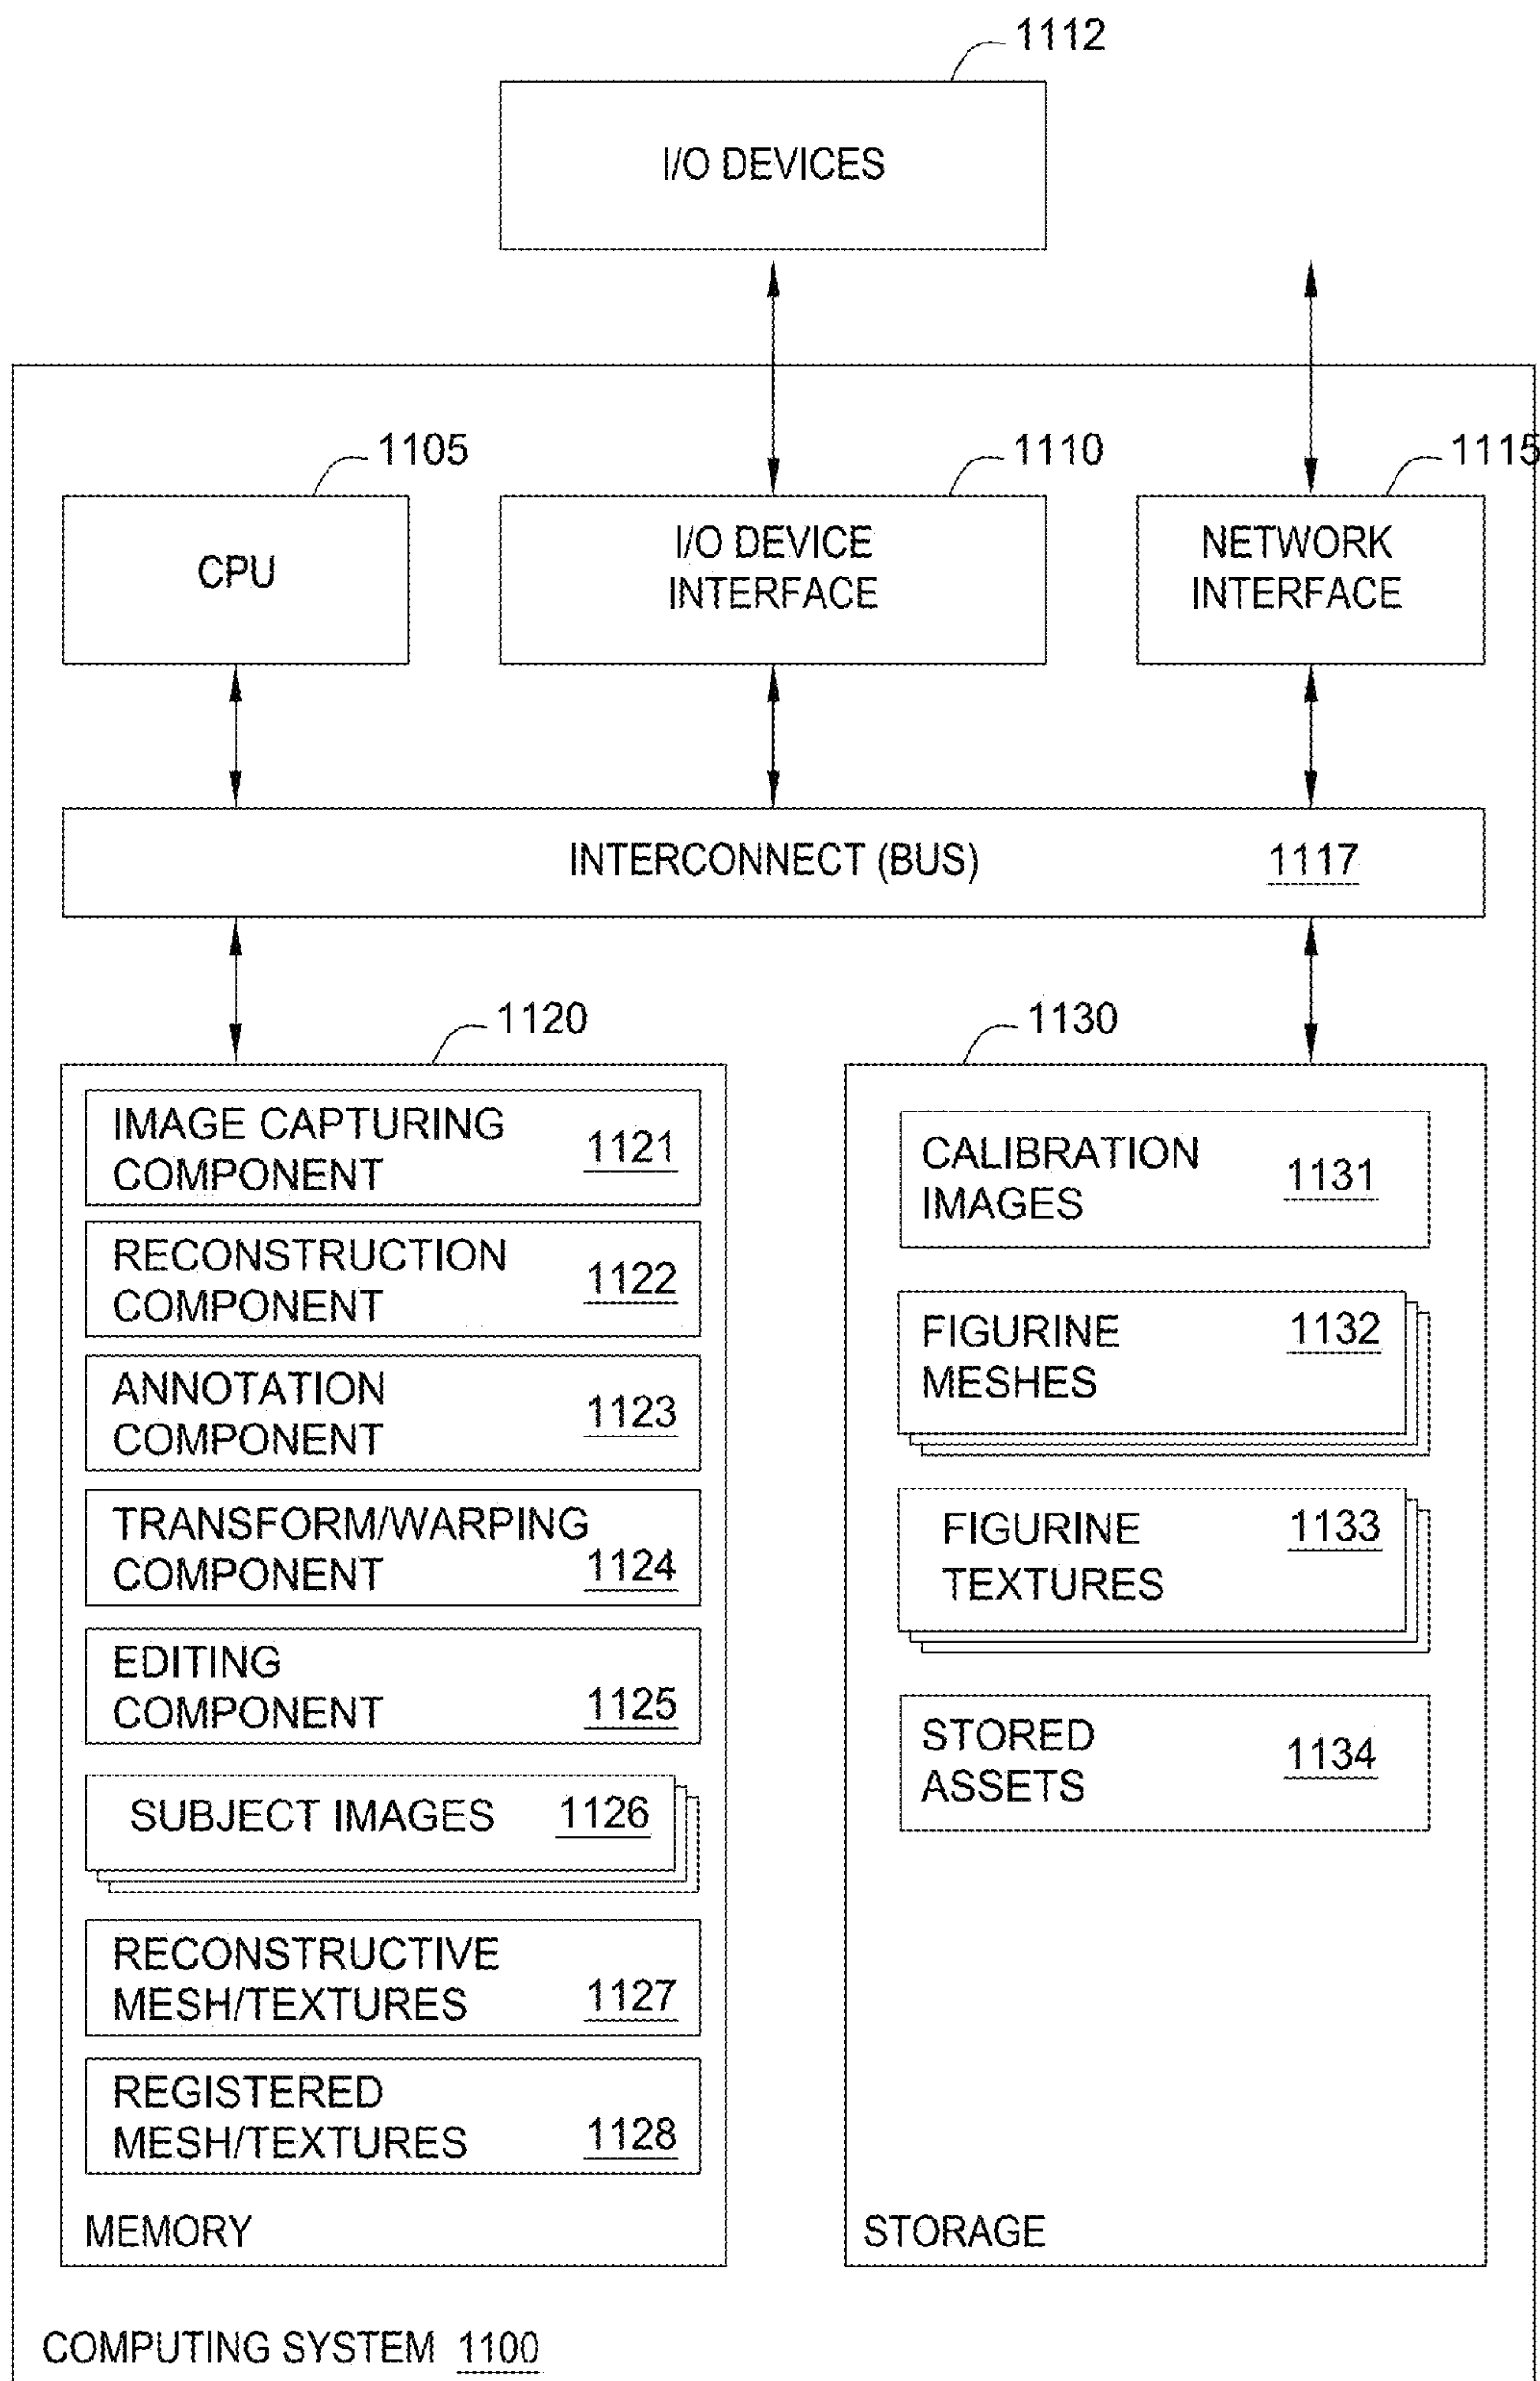 1112
I/O DEVICES
1105
1110
1115
CPU
I/O DEVICE
INTERFACE
NETWORK
INTERFACE
INTERCONNECT (BUS) 1117
1120
1130
IMAGE CAPTURING
COMPONENT 1121
RECONSTRUCTION
COMPONENT 1122
ANNOTATION
COMPONENT 1123
TRANSFORM/WARPING
COMPONENT 1124
EDITING
COMPONENT 1125
SUBJECT IMAGES 1126
RECONSTRUCTIVE
MESH/TEXTURES 1127
REGISTERED
MESH/TEXTURES 1128
MEMORY
CALIBRATION
IMAGES 1131
FIGURINE 1132
MESHES
FIGURINE 1133
TEXTURES
STORED
ASSETS 1134
STORAGE
COMPUTING SYSTEM 1100